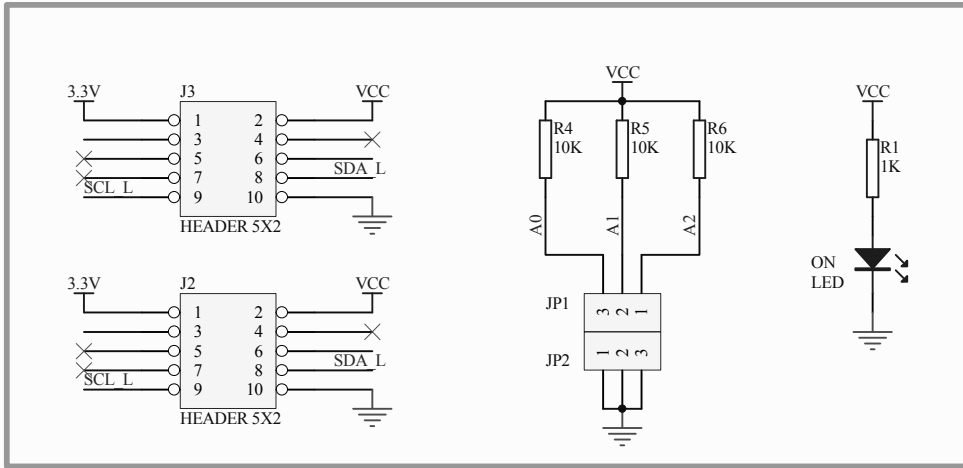 3.3V J3 VCC
1 2
3 4
5 6
SDA_L
7 8
SCL_L
9 10
HEADER 5X2
3.3V J2 VCC
1 2
3 4
5 6
SDA_L
7 8
SCL_L
9 10
HEADER 5X2
VCC
R4 10K
R5 10K
R6 10K
A0 A1 A2
JP1 3 2 1
JP2 1 2 3
VCC
R1
1K
ON
LED